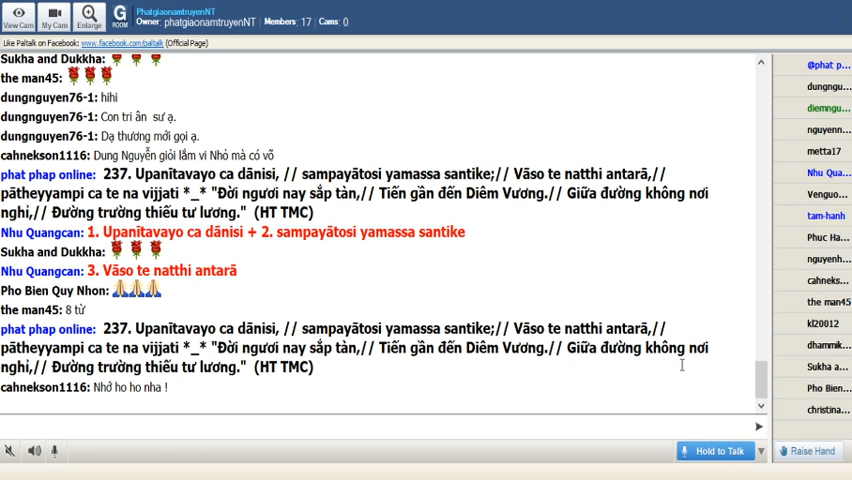 PhatgiaonamtruyenNT
Owner: phatgiaonamtruyenNT Members: 17 Cams: 0
View Cam My Cam Enlarge
G ROOM
Like Paltalk on Facebook: www.facebook.com/paltalk (Official Page)
Sukha and Dukkha:
the man45:
dungnguyen76-1: hihi
dungnguyen76-1: Con tri ân sư ạ.
dungnguyen76-1: Dạ thương mới gọi ạ.
cahnekson1116: Dung Nguyễn giỏi lắm vi Nhỏ mà có võ
phat phap online: 237. Upanītavayo ca dānisi, // sampayātosi yamassa santike;// Vāso te natthi antarā,//
pātheyyampi ca te na vijjati *_* "Đời ngươi nay sắp tàn,// Tiến gần đến Diêm Vương.// Giữa đường không nơi
nghi,// Đường trường thiếu tư lương." (HT TMC)
Nhu Quangcan: 1. Upanītavayo ca dānisi + 2. sampayātosi yamassa santike
Sukha and Dukkha:
Nhu Quangcan: 3. Vāso te natthi antarā
Pho Bien Quy Nhon:
the man45: 8 từ
phat phap online: 237. Upanītavayo ca dānisi, // sampayātosi yamassa santike;// Vāso te natthi antarā,//
pātheyyampi ca te na vijjati *_* "Đời ngươi nay sắp tàn,// Tiến gần đến Diêm Vương.// Giữa đường không nơi
nghi,// Đường trường thiếu tư lương." (HT TMC)
cahnekson1116: Nhớ ho ho nha !
Hold to Talk
Raise Hand
@phat p...
dungngu...
diemngu...
nguyenn...
metta17
Nhu Qua...
Venguo...
tam-hanh
Phuc Ha...
nguyenh...
cahneks...
the man45
kl20012
dhammik...
Sukha a...
Pho Bien...
christina...